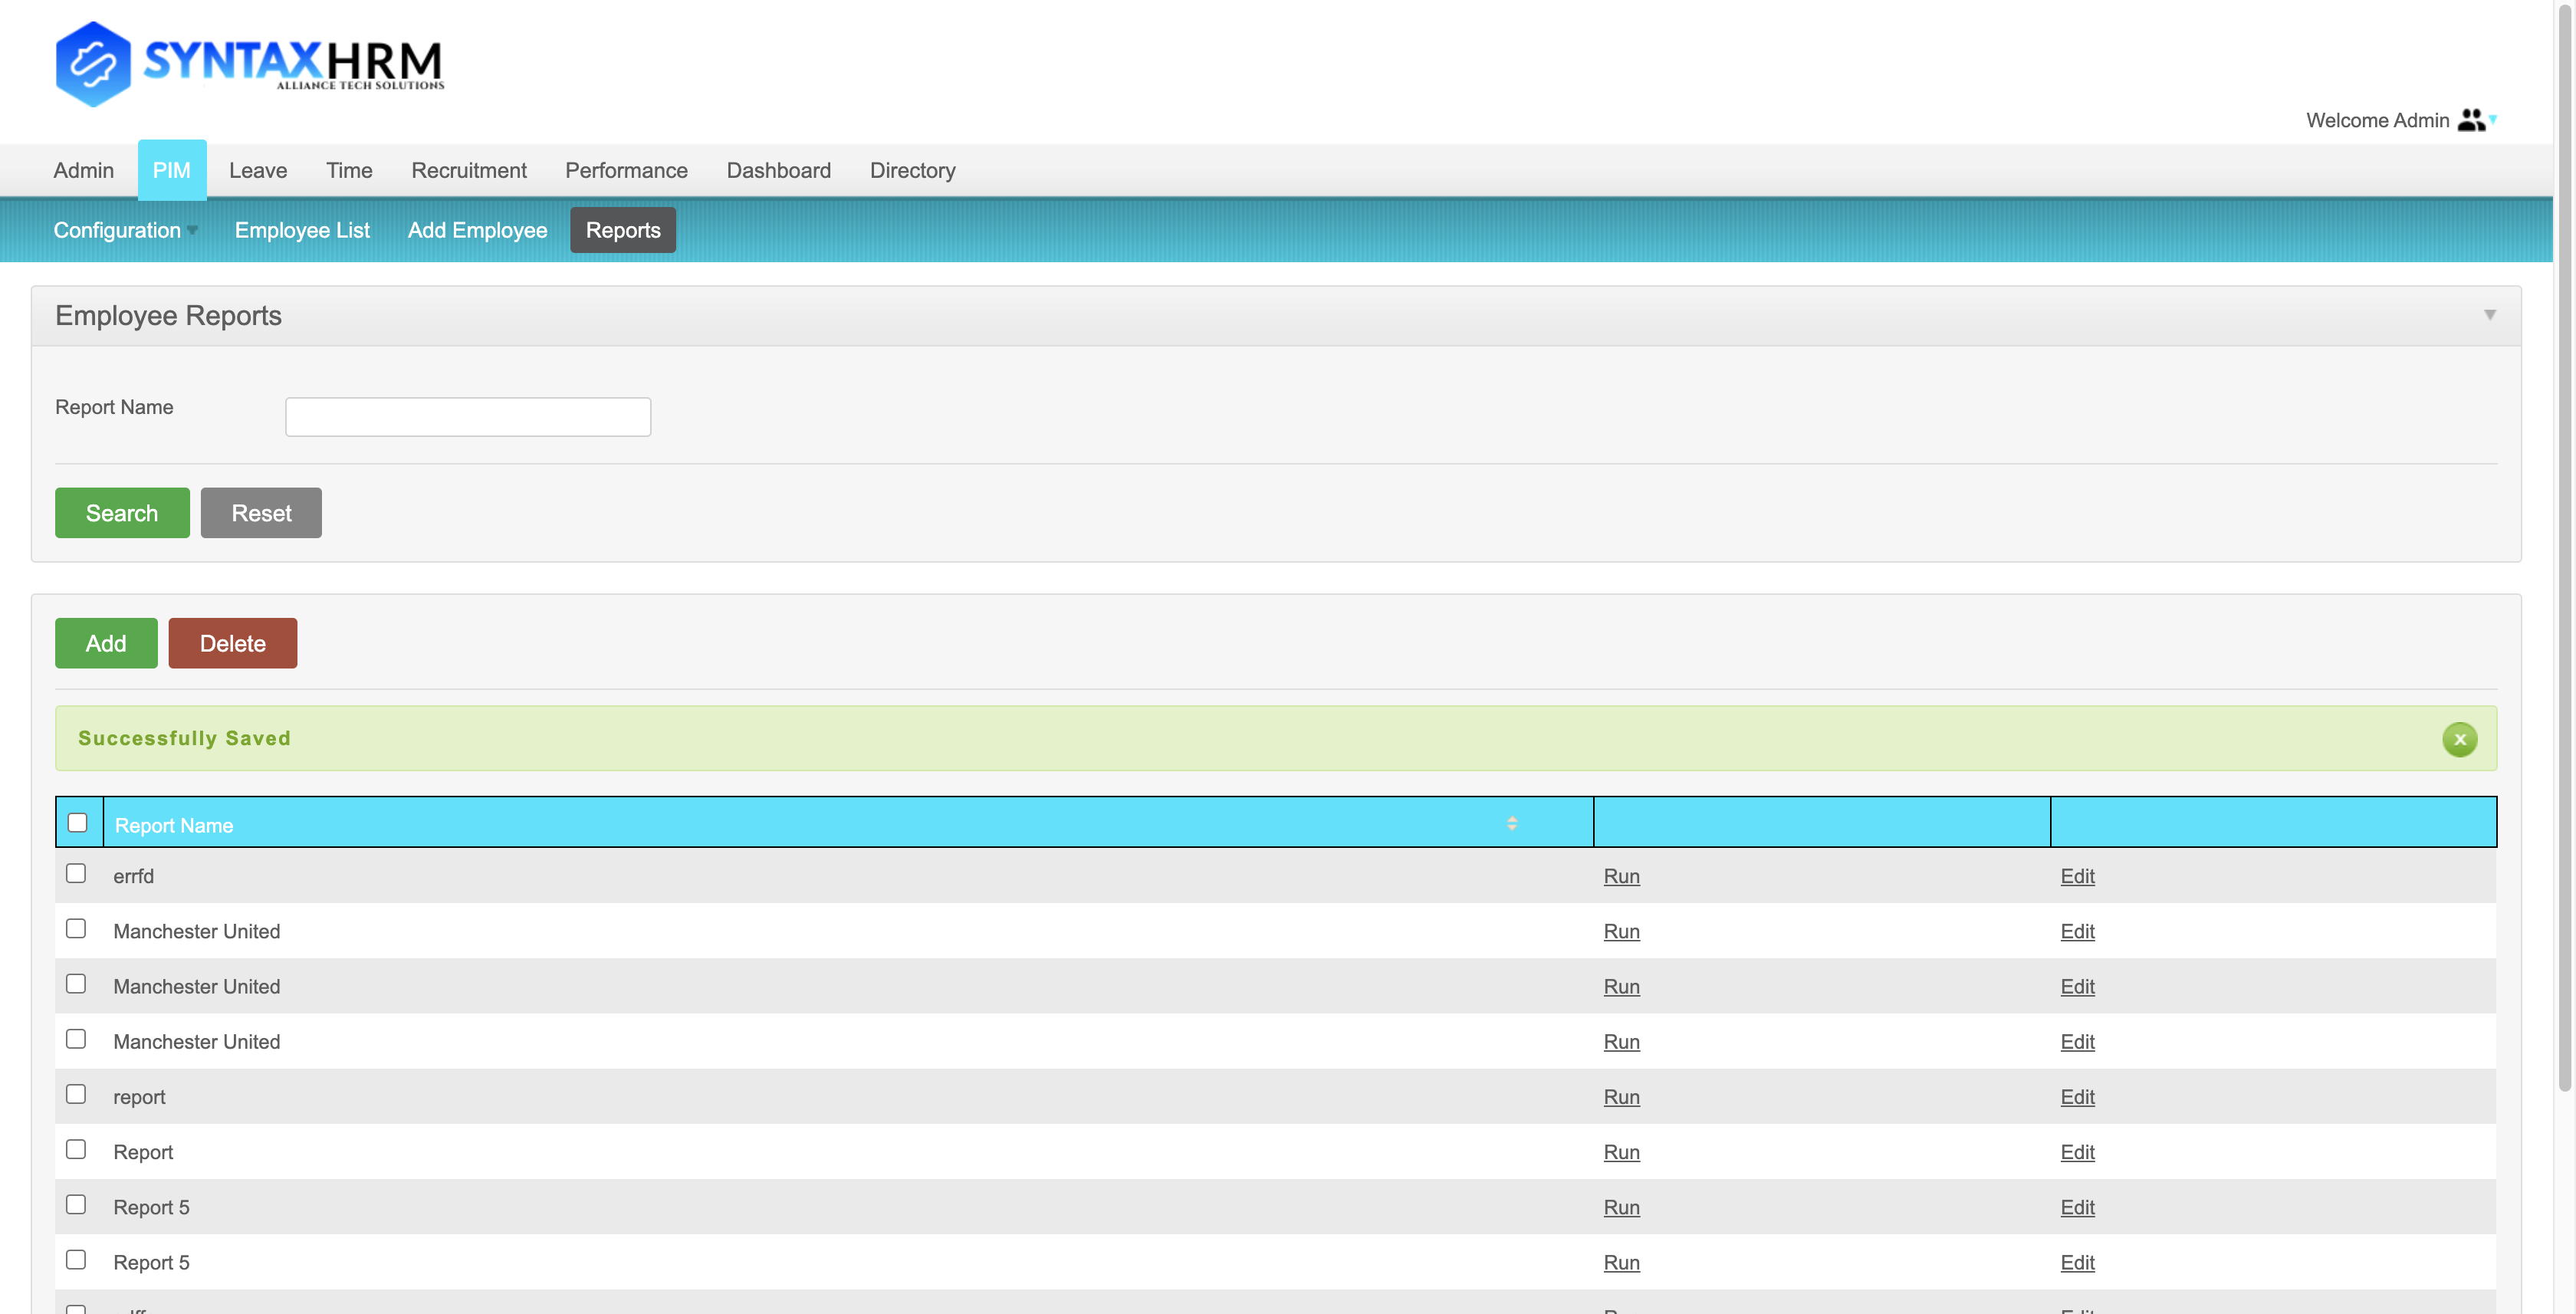 SYNTAXHRM
ALLIANCE TECH SOLUTIONS
Welcome Admin
Admin PIM Leave Time Recruitment Performance Dashboard Directory
Configuration Employee List Add Employee Reports
Employee Reports
Report Name
Search Reset
Add Delete
Successfully Saved
Report Name
errfd Run Edit
Manchester United Run Edit
Manchester United Run Edit
Manchester United Run Edit
report Run Edit
Report Run Edit
Report 5 Run Edit
Report 5 Run Edit